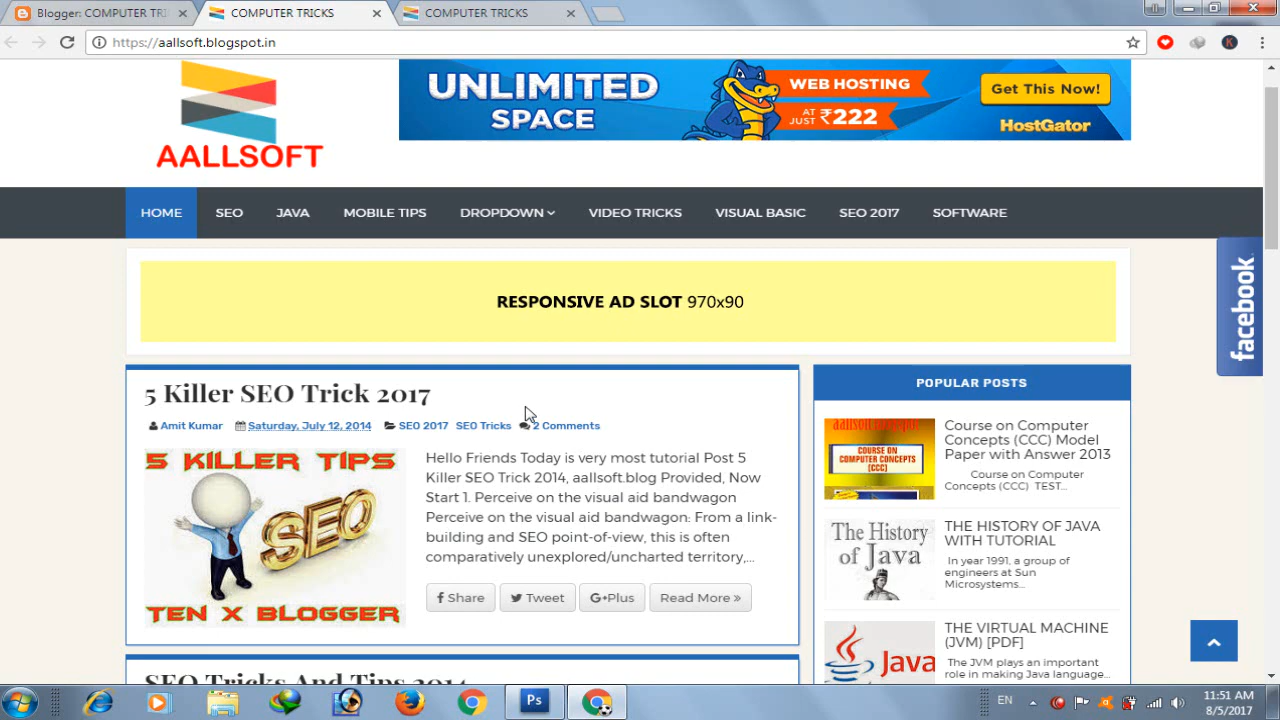 Blogger: COMPUTER TRI
COMPUTER TRICKS
COMPUTER TRICKS
https://aallsoft.blogspot.in
K
AALLSOFT
UNLIMITED
SPACE
WEB HOSTING
AT
JUST ₹222
Get This Now!
HostGator
HOME
SEO
JAVA
MOBILE TIPS
DROPDOWN
VIDEO TRICKS
VISUAL BASIC
SEO 2017
SOFTWARE
facebook
RESPONSIVE AD SLOT 970x90
5 Killer SEO Trick 2017
Amit Kumar Saturday, July 12, 2014 SEO 2017 SEO Tricks 2 Comments
5 KILLER TIPS
SEO
TEN X BLOGGER
Hello Friends Today is very most tutorial Post 5
Killer SEO Trick 2014, aallsoft.blog Provided, Now
Start 1. Perceive on the visual aid bandwagon
Perceive on the visual aid bandwagon: From a link-
building and SEO point-of-view, this is often
comparatively unexplored/uncharted territory,...
Share
Tweet
G+Plus
Read More »
SEO Tricks And Tips 2014
POPULAR POSTS
COURSE ON
COMPUTER CONCEPTS
(CCC)
Course on Computer
Concepts (CCC) Model
Paper with Answer 2013
Course on Computer
Concepts (CCC) TEST...
The History
of Java
THE HISTORY OF JAVA
WITH TUTORIAL
In year 1991, a group of
engineers at Sun
Microsystems...
Java
THE VIRTUAL MACHINE
(JVM) [PDF]
The JVM plays an important
role in making Java language...
Ps
EN
11:51 AM
8/5/2017